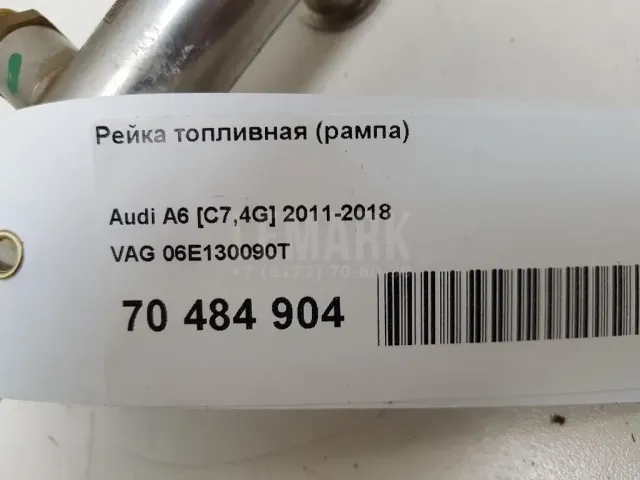 Рейка топливная (рампа)
Audi A6 [C7,4G] 2011-2018
VAG 06E130090T
70 484 904